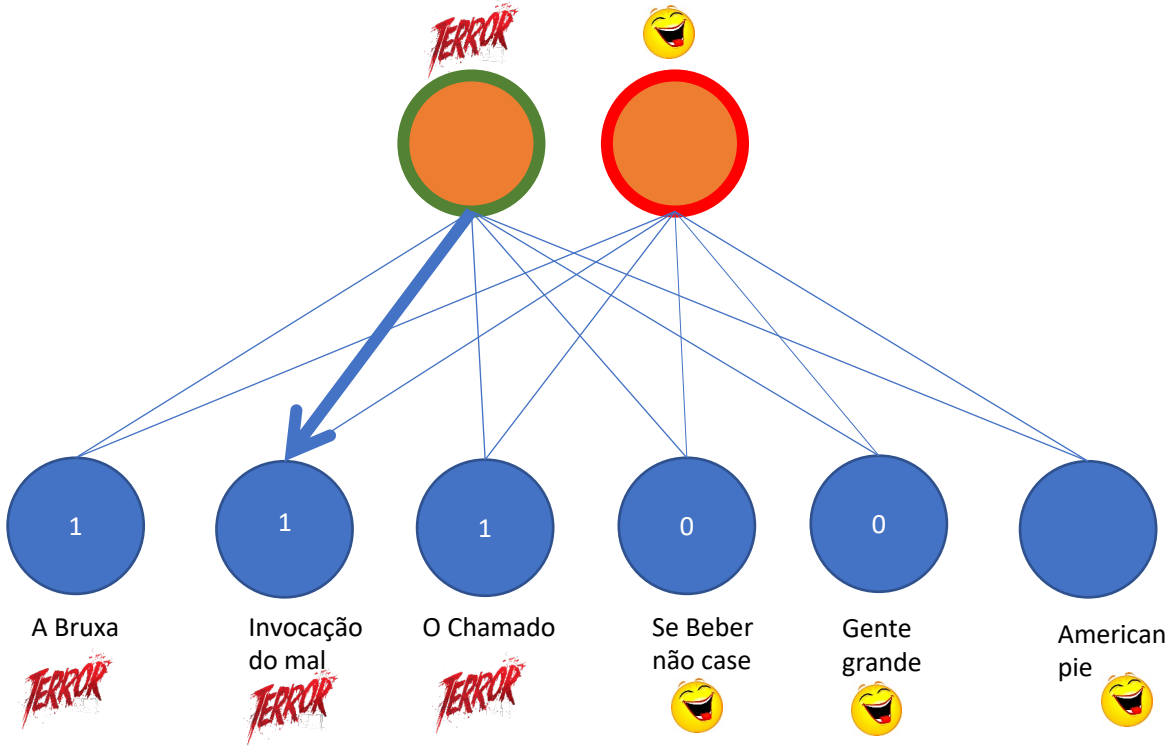 TERROR
1
1
1
0
0
A Bruxa
Invocação
do mal
O Chamado
Se Beber
não case
Gente
grande
American
pie
TERROR
TERROR
TERROR